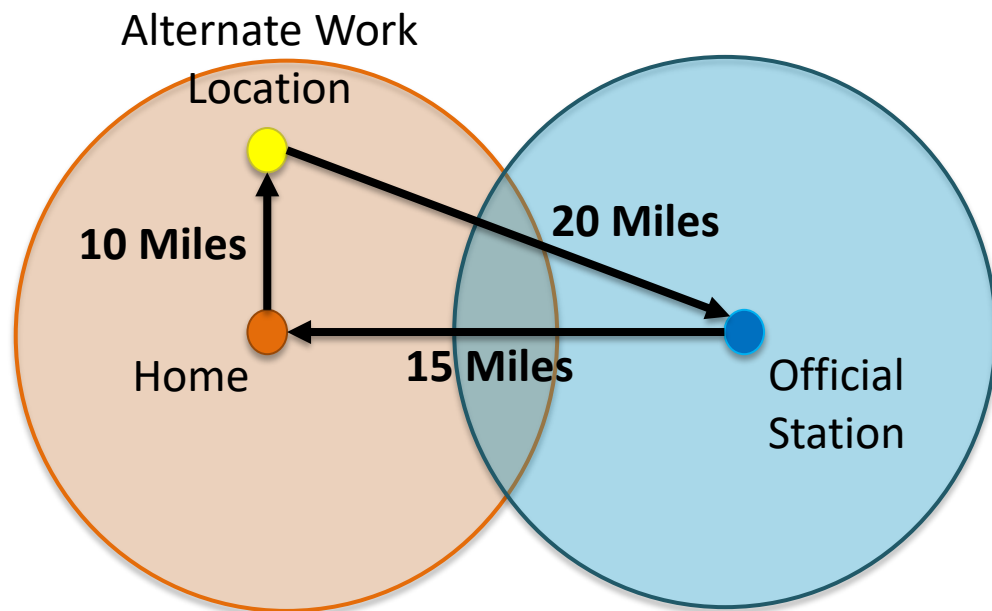 Alternate Work
Location
10 Miles
20 Miles
Home
15 Miles
Official
Station